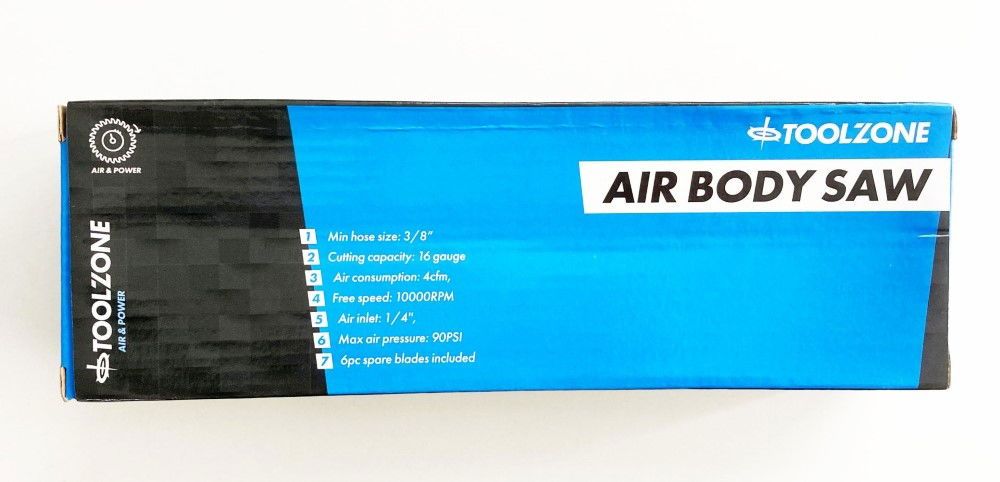 AIR & POWER
TOOLZONE
AIR & POWER
TOOLZONE
AIR BODY SAW
1 Min hose size: 3/8”
2 Cutting capacity: 16 gauge
3 Air consumption: 4cfm,
4 Free speed: 10000RPM
5 Air inlet: 1/4",
6 Max air pressure: 90PSI
7 6pc spare blades included